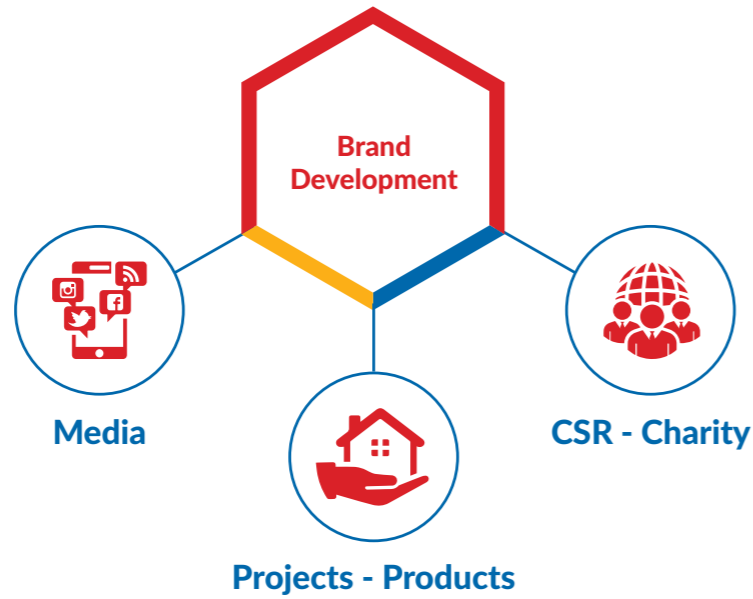 Brand
Development
Media
CSR - Charity
Projects - Products